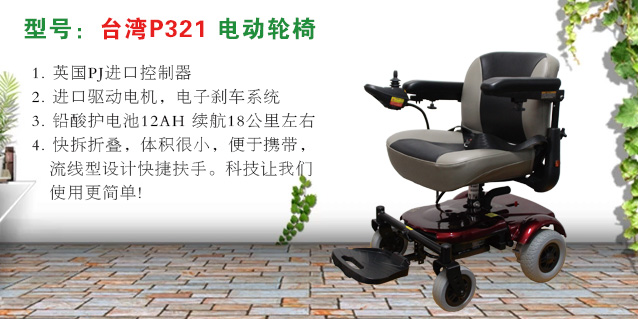 型号：台湾P321 电动轮椅
1. 英国PJ进口控制器
2. 进口驱动电机，电子刹车系统
3. 铅酸护电池12AH 续航18公里左右
4. 快拆折叠，体积很小，便于携带，
流线型设计快捷扶手。科技让我们
使用更简单!